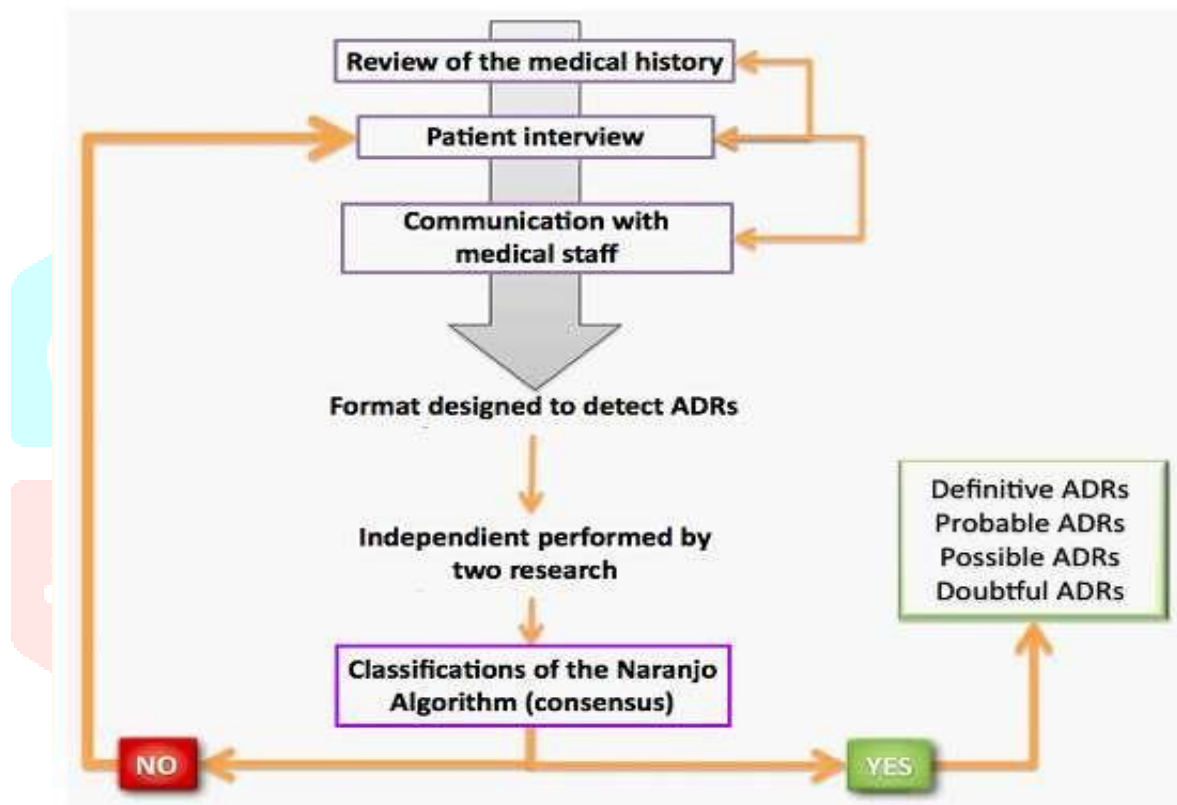 Review of the medical history
Patient interview
Communication with
medical staff
Format designed to detect ADRs
Independent performed by
two research
Definitive ADRs
Probable ADRs
Possible ADRs
Doubtful ADRs
Classifications of the Naranjo
Algorithm (consensus)
NO
YES